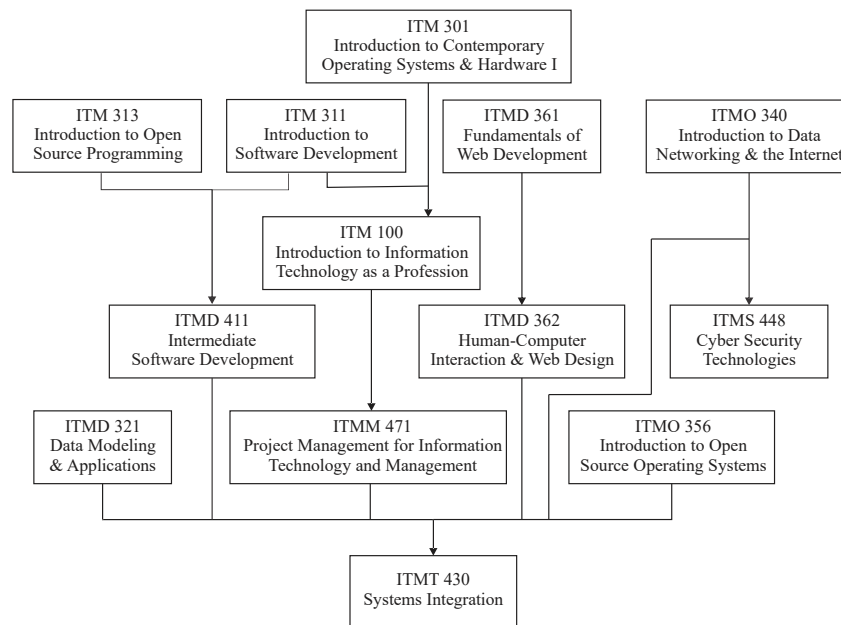 ITM 301
Introduction to Contemporary
Operating Systems & Hardware I
ITM 313
Introduction to Open
Source Programming
ITM 311
Introduction to
Software Development
ITMD 361
Fundamentals of
Web Development
ITMO 340
Introduction to Data
Networking & the Internet
ITM 100
Introduction to Information
Technology as a Profession
ITMD 411
Intermediate
Software Development
ITMD 362
Human-Computer
Interaction & Web Design
ITMS 448
Cyber Security
Technologies
ITMD 321
Data Modeling
& Applications
ITMM 471
Project Management for Information
Technology and Management
ITMO 356
Introduction to Open
Source Operating Systems
ITMT 430
Systems Integration